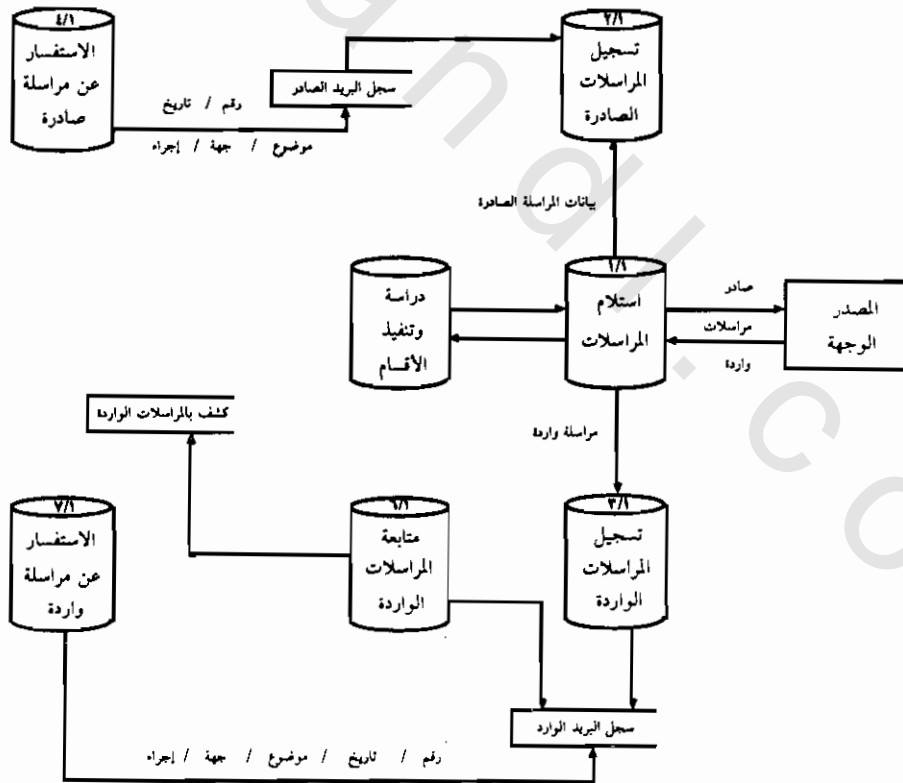 ٢/١
تسجيل
المراسلات
الصادرة
سجل البريد الصادر
٤/١
الاستفسار
عن مراسلة
صادرة
رقم / تاريخ
موضوع / جهة / إجراء
بيانات المراسلة الصادرة
المصدر
الوجهة
صادر
مراسلات
واردة
١/١
استلام
المراسلات
دراسة
وتنفيذ
الأقسام
مراسلة واردة
كشف بالمراسلات الواردة
٣/١
تسجيل
المراسلات
الواردة
٦/١
متابعة
المراسلات
الواردة
٧/١
الاستفسار
عن مراسلة
واردة
سجل البريد الوارد
رقم / تاريخ / موضوع / جهة / إجراء